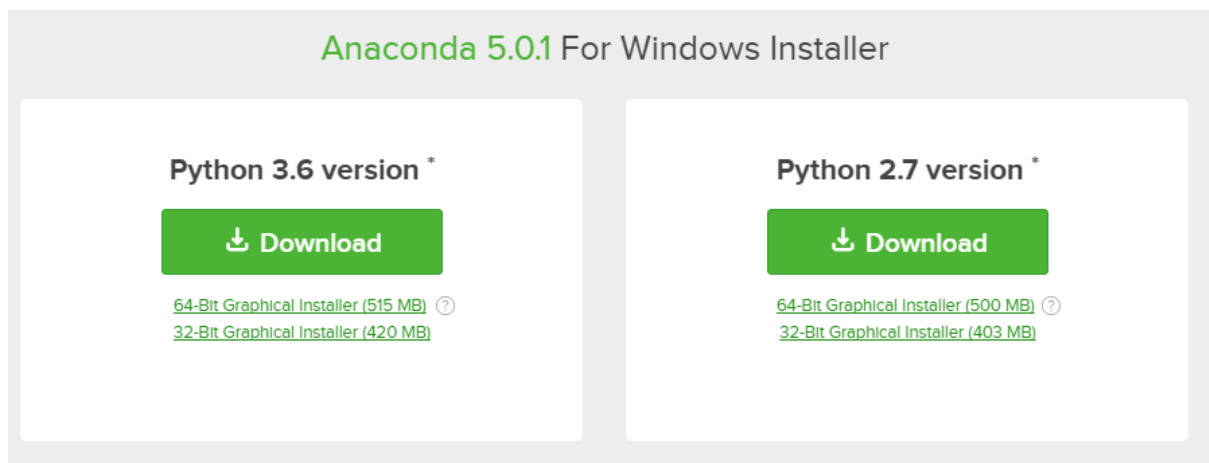 Anaconda 5.0.1 For Windows Installer
Python 3.6 version *
Download
64-Bit Graphical Installer (515 MB) ?
32-Bit Graphical Installer (420 MB)
Python 2.7 version *
Download
64-Bit Graphical Installer (500 MB) ?
32-Bit Graphical Installer (403 MB)